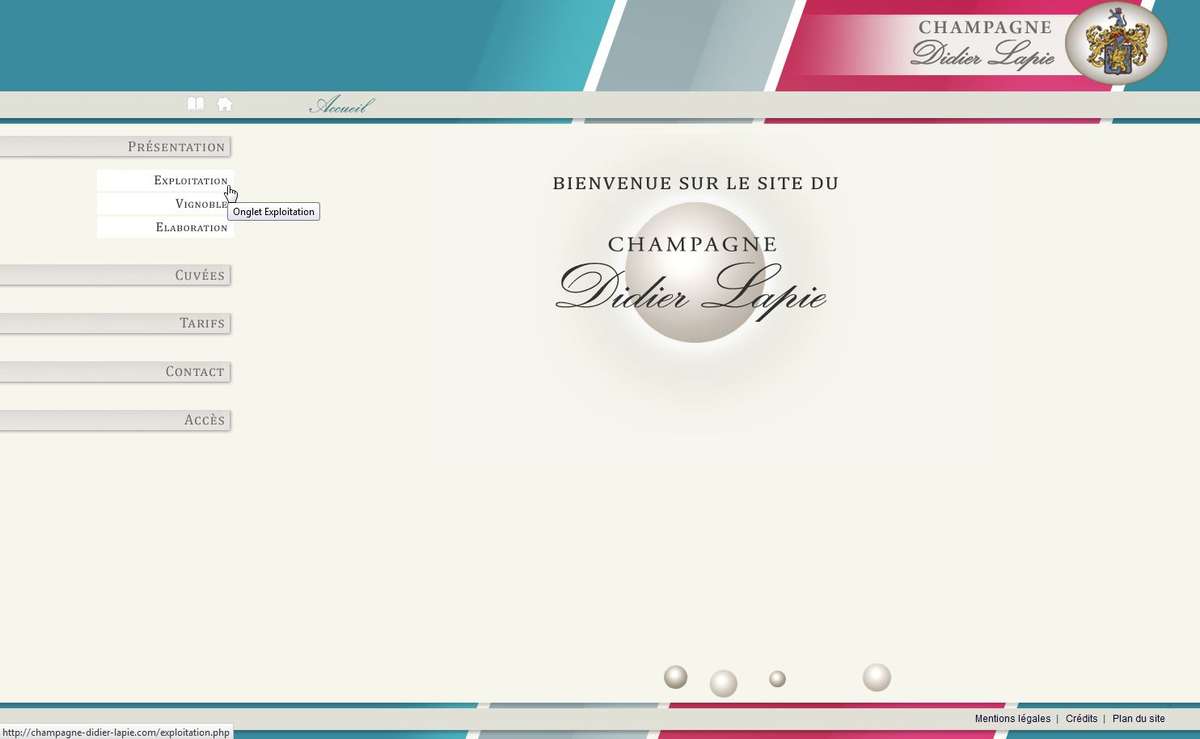 CHAMPAGNE
Didier Lapie
Accueil
PRÉSENTATION
EXPLOITATION
VIGNOBLE
ELABORATION
Onglet Exploitation
CUVÉES
TARIFS
CONTACT
ACCÈS
BIENVENUE SUR LE SITE DU
CHAMPAGNE
Didier Lapie
Mentions légales | Crédits | Plan du site
http://champagne-didier-lapie.com/exploitation.php